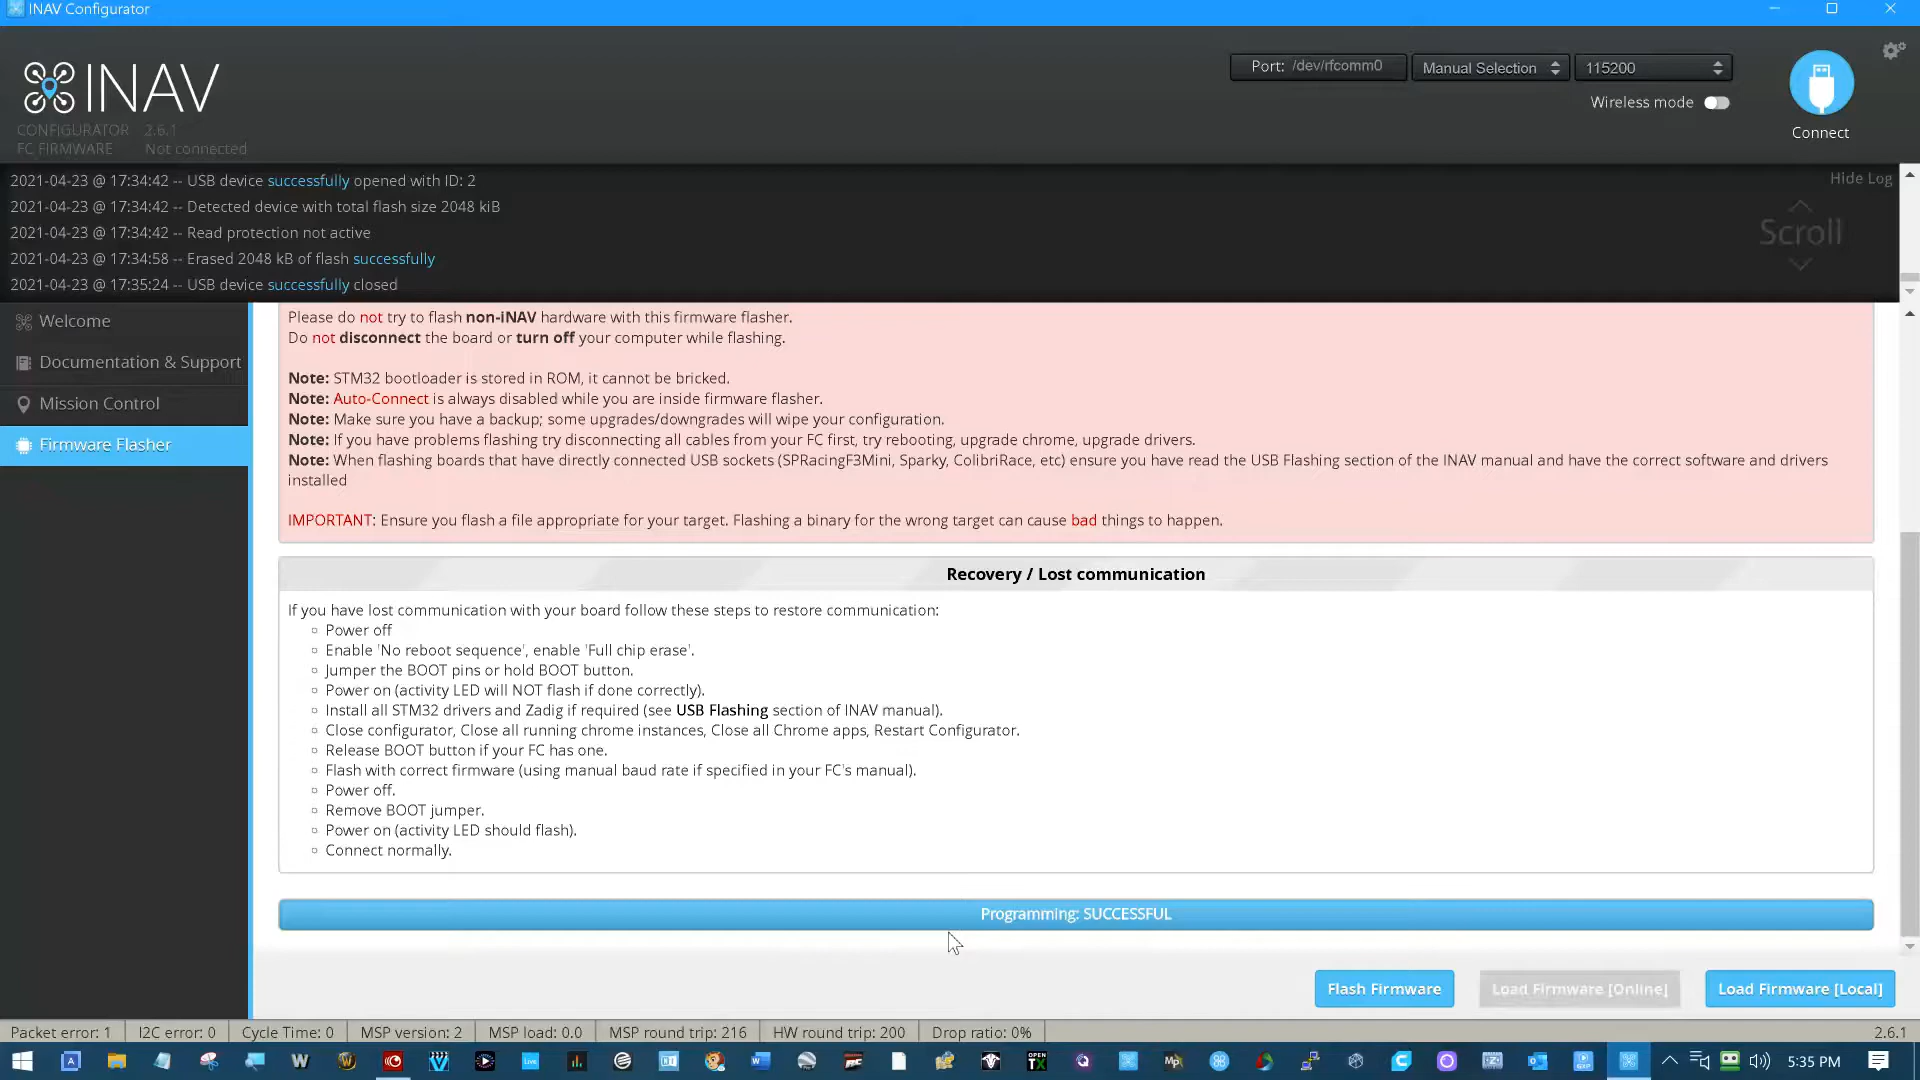 INAV Configurator
INAV
CONFIGURATOR 2.6.1
FC FIRMWARE Not connected
Port: /dev/rfcomm0
Manual Selection
115200
Wireless mode
Connect
2021-04-23 @ 17:34:42 -- USB device successfully opened with ID: 2
2021-04-23 @ 17:34:42 -- Detected device with total flash size 2048 kiB
2021-04-23 @ 17:34:42 -- Read protection not active
2021-04-23 @ 17:34:58 -- Erased 2048 kB of flash successfully
2021-04-23 @ 17:35:24 -- USB device successfully closed
Hide Log
Scroll
Welcome
Documentation & Support
Mission Control
Firmware Flasher
Please do not try to flash non-iNAV hardware with this firmware flasher.
Do not disconnect the board or turn off your computer while flashing.
Note: STM32 bootloader is stored in ROM, it cannot be bricked.
Note: Auto-Connect is always disabled while you are inside firmware flasher.
Note: Make sure you have a backup; some upgrades/downgrades will wipe your configuration.
Note: If you have problems flashing try disconnecting all cables from your FC first, try rebooting, upgrade chrome, upgrade drivers.
Note: When flashing boards that have directly connected USB sockets (SPRacingF3Mini, Sparky, ColibriRace, etc) ensure you have read the USB Flashing section of the INAV manual and have the correct software and drivers
installed
IMPORTANT: Ensure you flash a file appropriate for your target. Flashing a binary for the wrong target can cause bad things to happen.
Recovery / Lost communication
If you have lost communication with your board follow these steps to restore communication:
Power off
Enable 'No reboot sequence', enable 'Full chip erase'.
Jumper the BOOT pins or hold BOOT button.
Power on (activity LED will NOT flash if done correctly).
Install all STM32 drivers and Zadig if required (see USB Flashing section of INAV manual).
Close configurator, Close all running chrome instances, Close all Chrome apps, Restart Configurator.
Release BOOT button if your FC has one.
Flash with correct firmware (using manual baud rate if specified in your FC's manual).
Power off.
Remove BOOT jumper.
Power on (activity LED should flash).
Connect normally.
Programming: SUCCESSFUL
Flash Firmware
Load Firmware [Online]
Load Firmware [Local]
Packet error: 1
I2C error: 0
Cycle Time: 0
MSP version: 2
MSP load: 0.0
MSP round trip: 216
HW round trip: 200
Drop ratio: 0%
2.6.1
5:35 PM